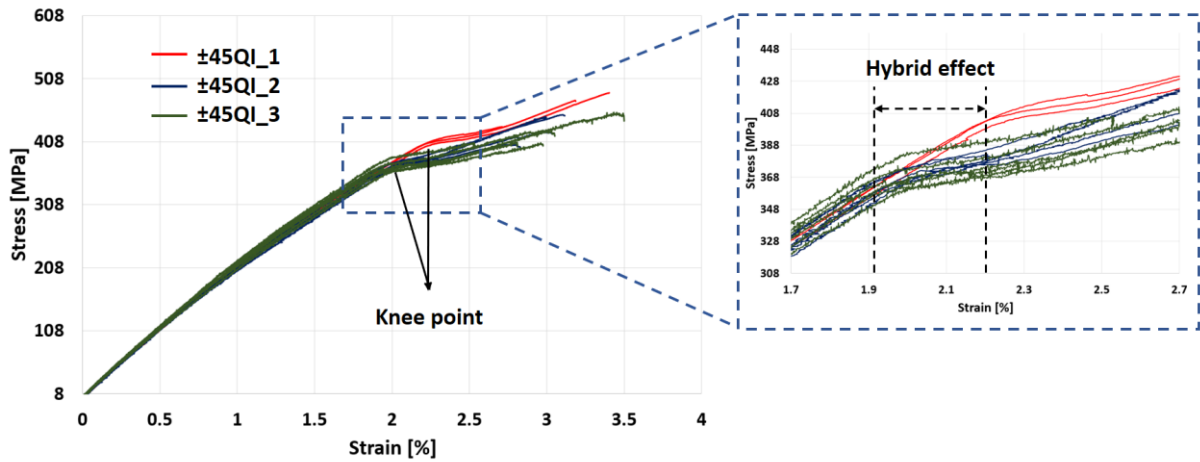 608
508
408
308
208
108
8
Stress [MPa]
±45QI_1
±45QI_2
±45QI_3
Knee point
0 0.5 1 1.5 2 2.5 3 3.5 4
Strain [%]
448
428
408
388
368
348
328
308
Stress [MPa]
Hybrid effect
1.7 1.9 2.1 2.3 2.5 2.7
Strain [%]